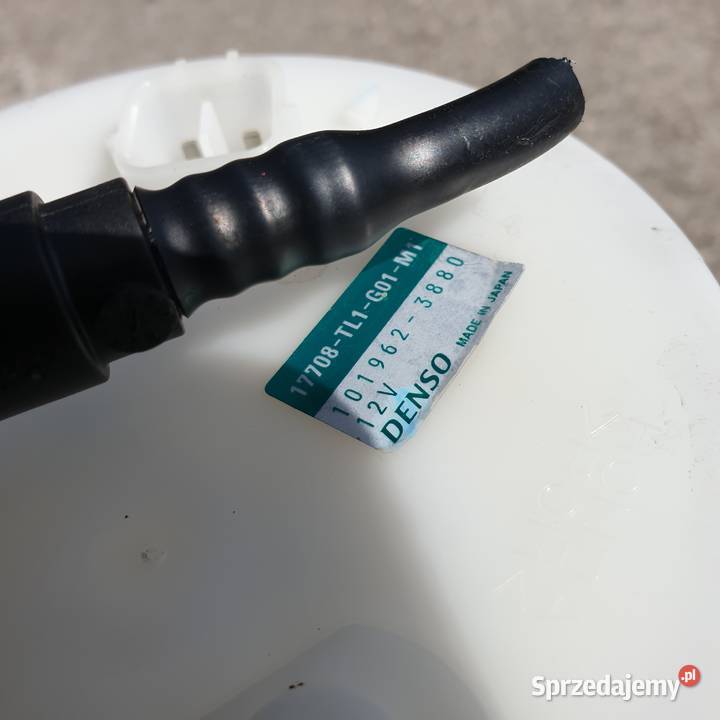 17708-TL1-G01-M1
101962-3880
12V
DENSO MADE IN JAPAN
Sprzedajemy.pl